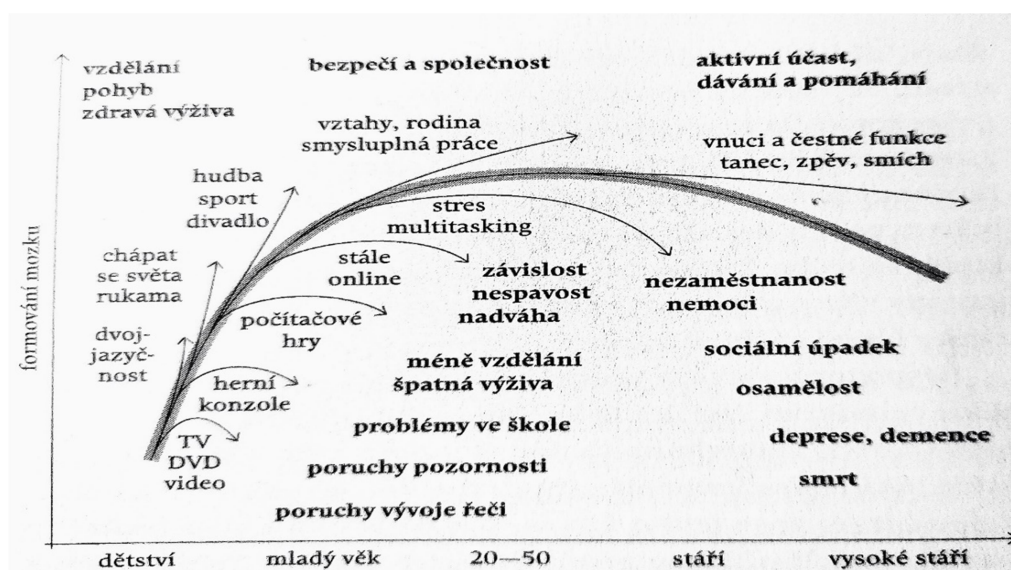 vzdělání
pohyb
zdravá výživa
bezpečí a společnost
aktivní účast,
dávání a pomáhání
vztahy, rodina
smysluplná práce
vnuci a čestné funkce
tanec, zpěv, smích
hudba
sport
divadlo
stres
multitasking
chápat
se světa
rukama
stále
online
závislost
nespavost
nadváha
nezaměstnanost
nemoci
počítačové
hry
dvoj-
jazyč-
nost
herní
konzole
méně vzdělání
špatná výživa
sociální úpadek
osamělost
problémy ve škole
deprese, demence
TV
DVD
video
poruchy pozornosti
smrt
poruchy vývoje řeči
formování mozku
dětství
mladý věk
20—50
stáří
vysoké stáří